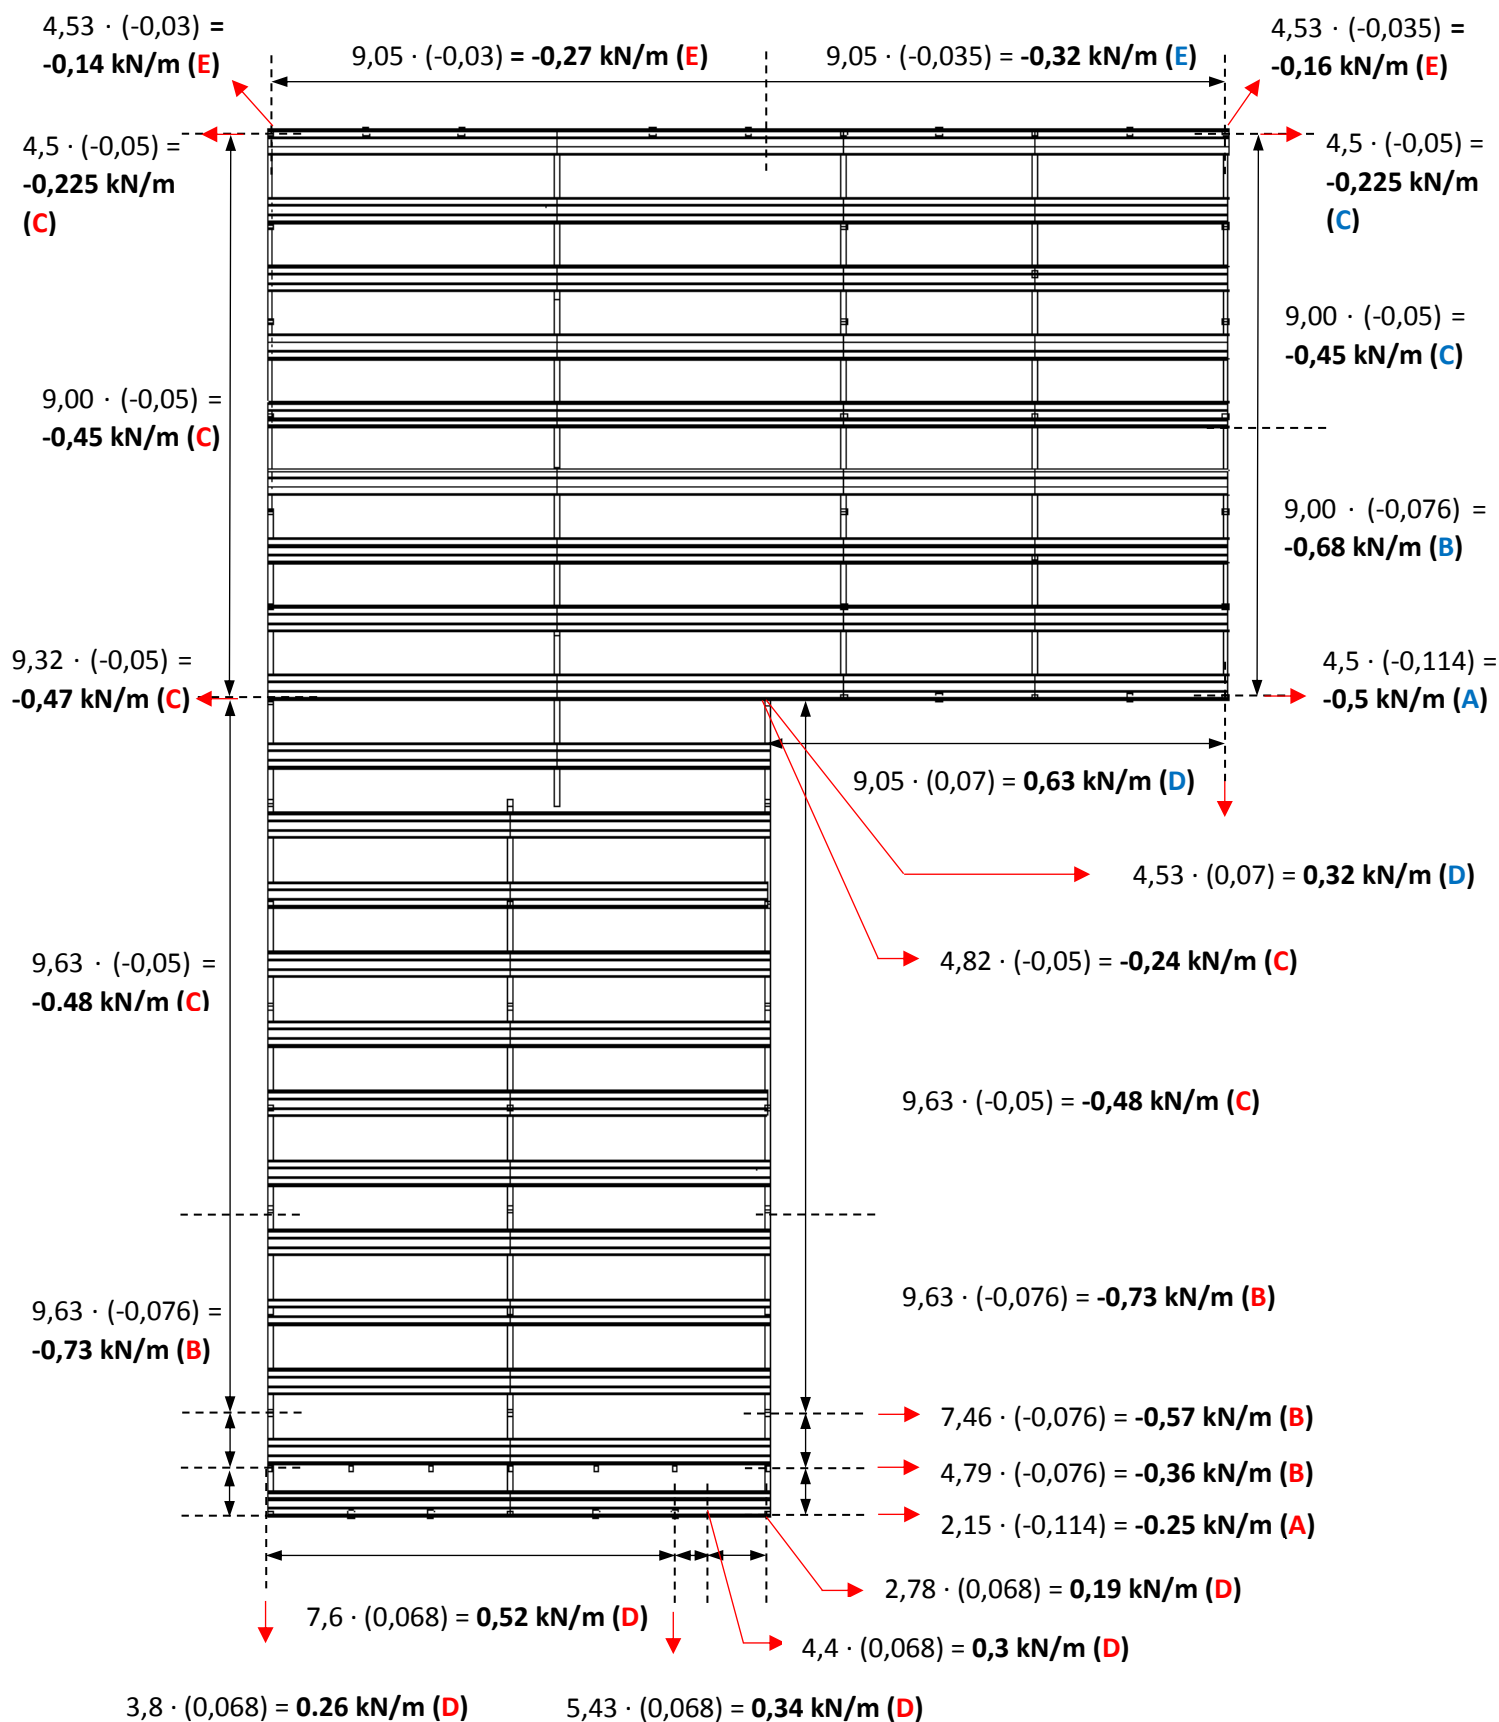 4,53 · (-0,03) =
-0,14 kN/m (E)
9,05 · (-0,03) = -0,27 kN/m (E)
9,05 · (-0,035) = -0,32 kN/m (E)
4,53 · (-0,035) =
-0,16 kN/m (E)
4,5 · (-0,05) =
-0,225 kN/m
(C)
4,5 · (-0,05) =
-0,225 kN/m
(C)
9,00 · (-0,05) =
-0,45 kN/m (C)
9,00 · (-0,05) =
-0,45 kN/m (C)
9,00 · (-0,076) =
-0,68 kN/m (B)
9,32 · (-0,05) =
-0,47 kN/m (C)
4,5 · (-0,114) =
-0,5 kN/m (A)
9,05 · (0,07) = 0,63 kN/m (D)
4,53 · (0,07) = 0,32 kN/m (D)
4,82 · (-0,05) = -0,24 kN/m (C)
9,63 · (-0,05) =
-0.48 kN/m (C)
9,63 · (-0,05) = -0,48 kN/m (C)
9,63 · (-0,076) = -0,73 kN/m (B)
9,63 · (-0,076) =
-0,73 kN/m (B)
7,46 · (-0,076) = -0,57 kN/m (B)
4,79 · (-0,076) = -0,36 kN/m (B)
2,15 · (-0,114) = -0.25 kN/m (A)
2,78 · (0,068) = 0,19 kN/m (D)
7,6 · (0,068) = 0,52 kN/m (D)
4,4 · (0,068) = 0,3 kN/m (D)
3,8 · (0,068) = 0.26 kN/m (D)
5,43 · (0,068) = 0,34 kN/m (D)